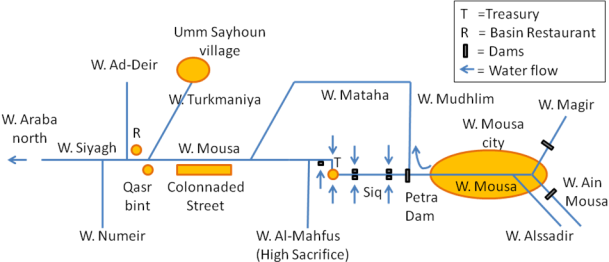 T =Treasury
R =Basin Restaurant
=Dams
= Water flow
Umm Sayhoun
village
W. Ad-Deir
W. Turkmaniya
W. Mataha
W. Mudhlim
W. Magir
W. Araba
north
R
W. Siyagh
W. Mousa
T
W. Mousa
city
W. Mousa
W. Ain
Mousa
Qasr
bint
Colonnaded
Street
Siq
Petra
Dam
W. Numeir
W. Al-Mahfus
(High Sacrifice)
W. Alssadir